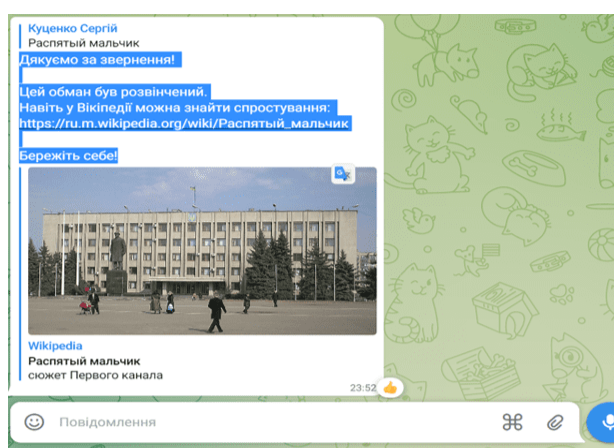 Куценко Сергій
Распятый мальчик
Дякуємо за звернення!
Цей обман був розвінчений.
Навіть у Вікіпедії можна знайти спростування:
https://ru.m.wikipedia.org/wiki/Распятый_мальчик
Бережіть себе!
Wikipedia
Распятый мальчик
сюжет Первого канала
23:52
Повідомлення